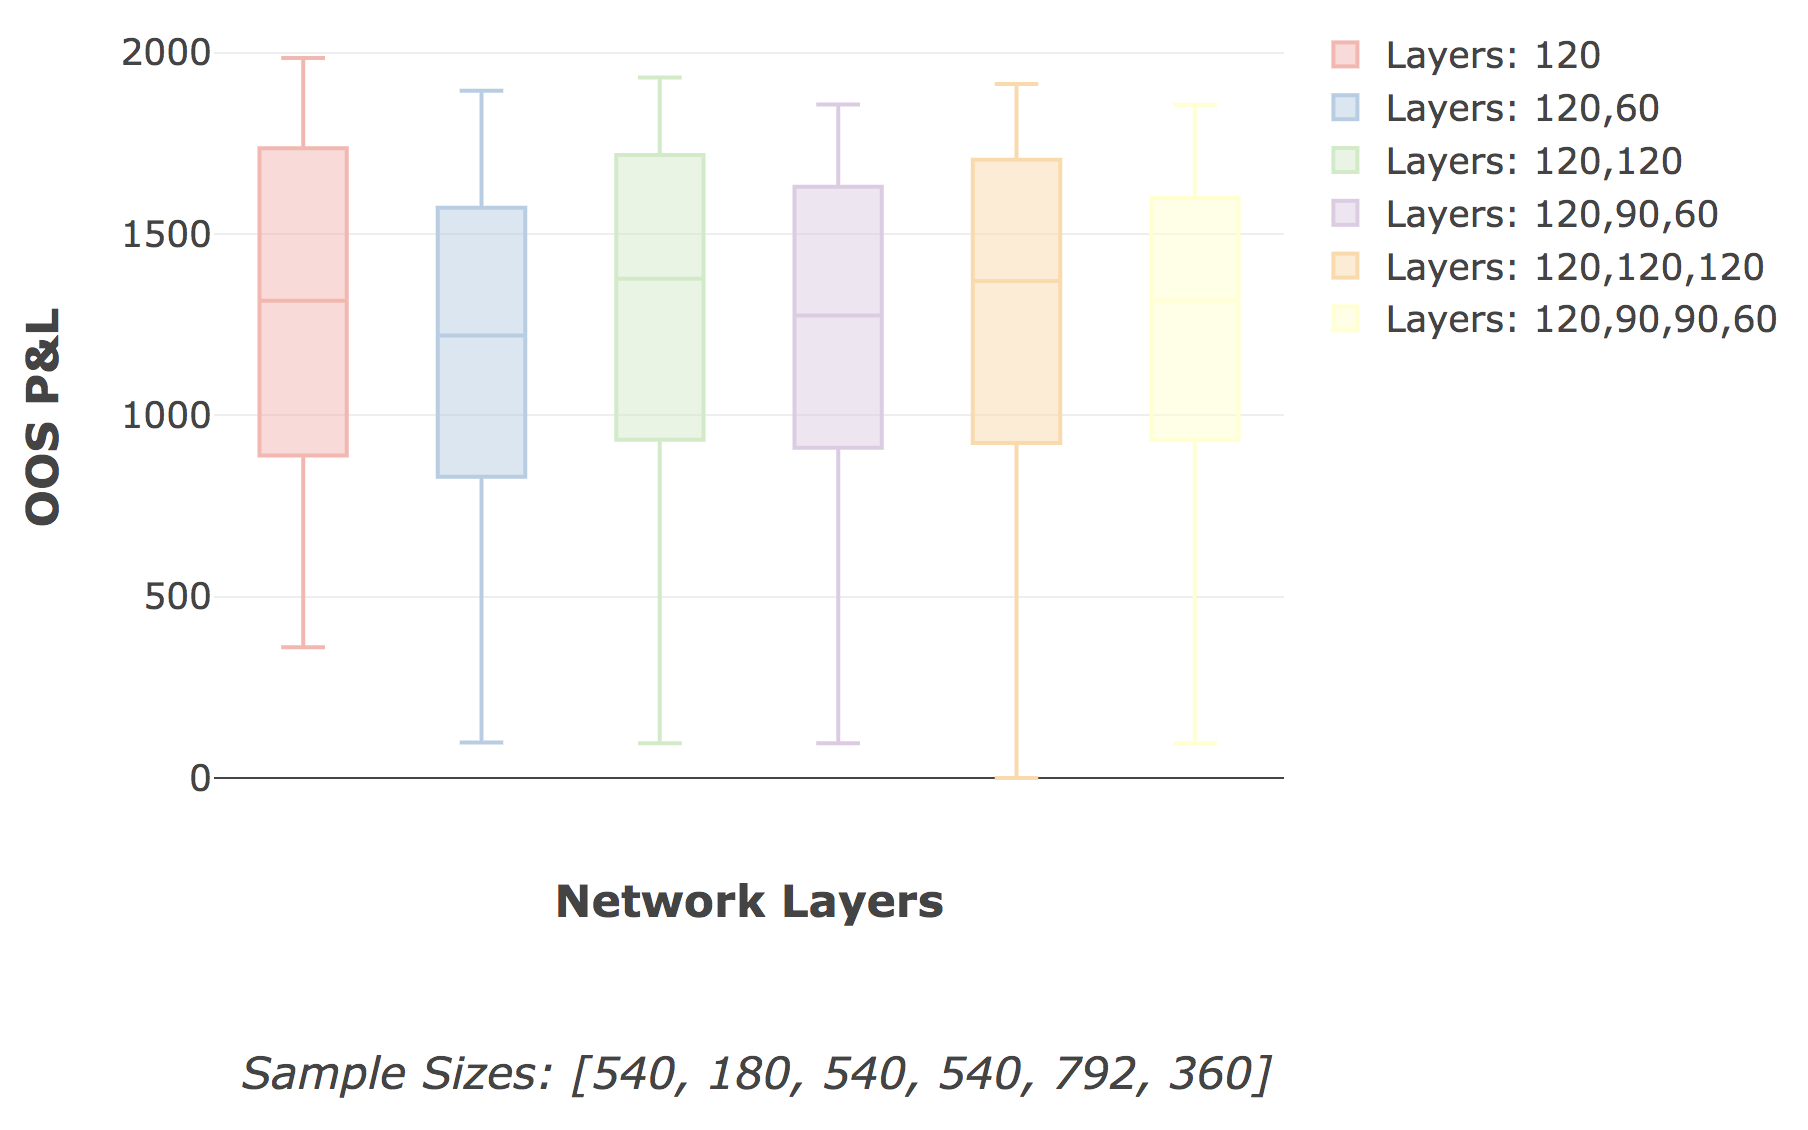 2000
1500
1000
500
0
OOS P&L
Network Layers
Sample Sizes: [540, 180, 540, 540, 792, 360]
Layers: 120
Layers: 120,60
Layers: 120,120
Layers: 120,90,60
Layers: 120,120,120
Layers: 120,90,90,60